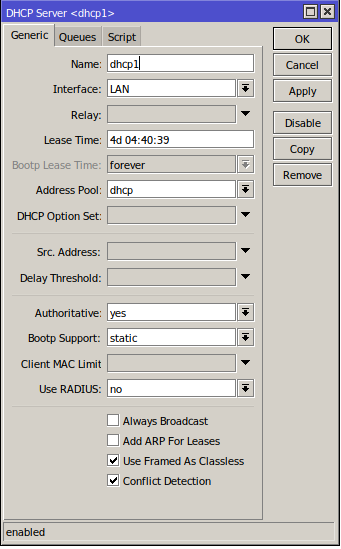 DHCP Server <dhcp1>
Generic Queues Script
Name: dhcp1 OK
Interface: LAN Cancel
Relay: Apply
Lease Time: 4d 04:40:39 Disable
Bootp Lease Time: forever Copy
Address Pool: dhcp Remove
DHCP Option Set:
Src. Address:
Delay Threshold:
Authoritative: yes
Bootp Support: static
Client MAC Limit
Use RADIUS: no
Always Broadcast
Add ARP For Leases
Use Framed As Classless
Conflict Detection
enabled